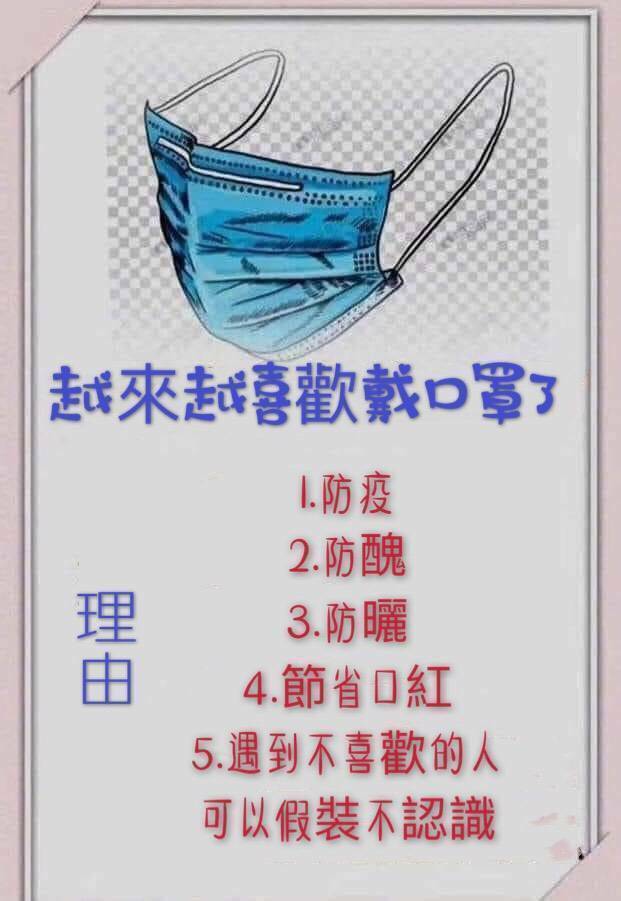 越來越喜歡戴口罩了
理由
1.防疫
2.防醜
3.防曬
4.節省口紅
5.遇到不喜歡的人
可以假裝不認識